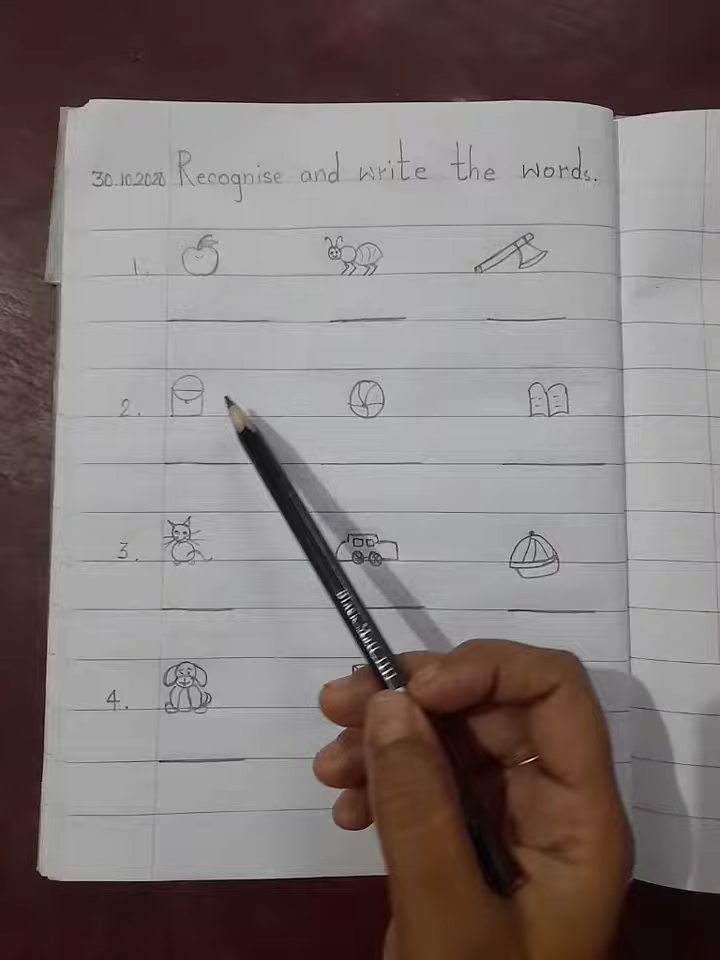 30.10.2020 Recognise and write the words.
1.
2.
3.
4.